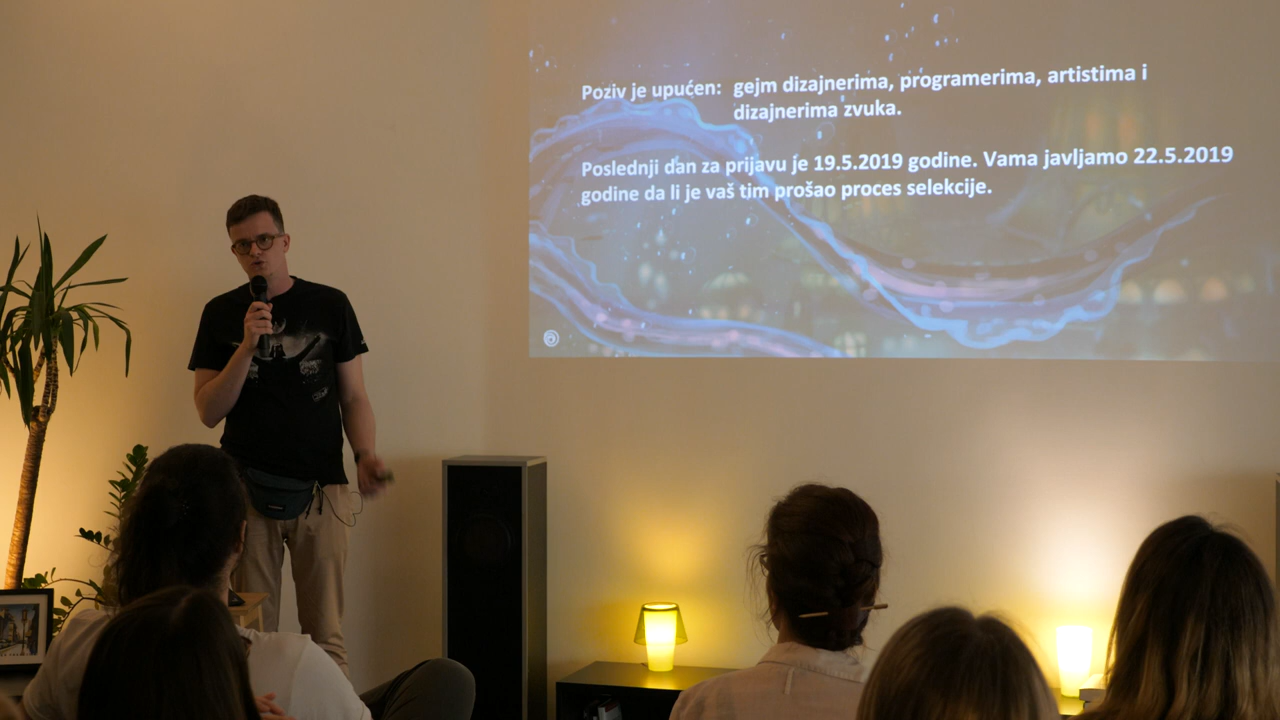 Poziv je upućen: gejm dizajnerima, programerima, artistima i
dizajnerima zvuka.
Poslednji dan za prijavu je 19.5.2019 godine. Vama javljamo 22.5.2019
godine da li je vaš tim prošao proces selekcije.